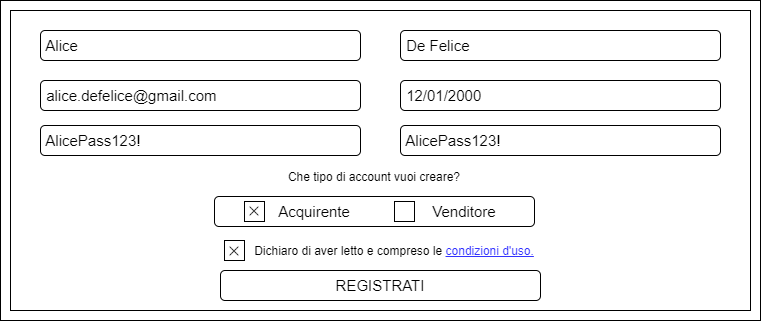 Alice De Felice
alice.defelice@gmail.com 12/01/2000
AlicePass123! AlicePass123!
Che tipo di account vuoi creare?
Acquirente Venditore
Dichiaro di aver letto e compreso le condizioni d'uso.
REGISTRATI